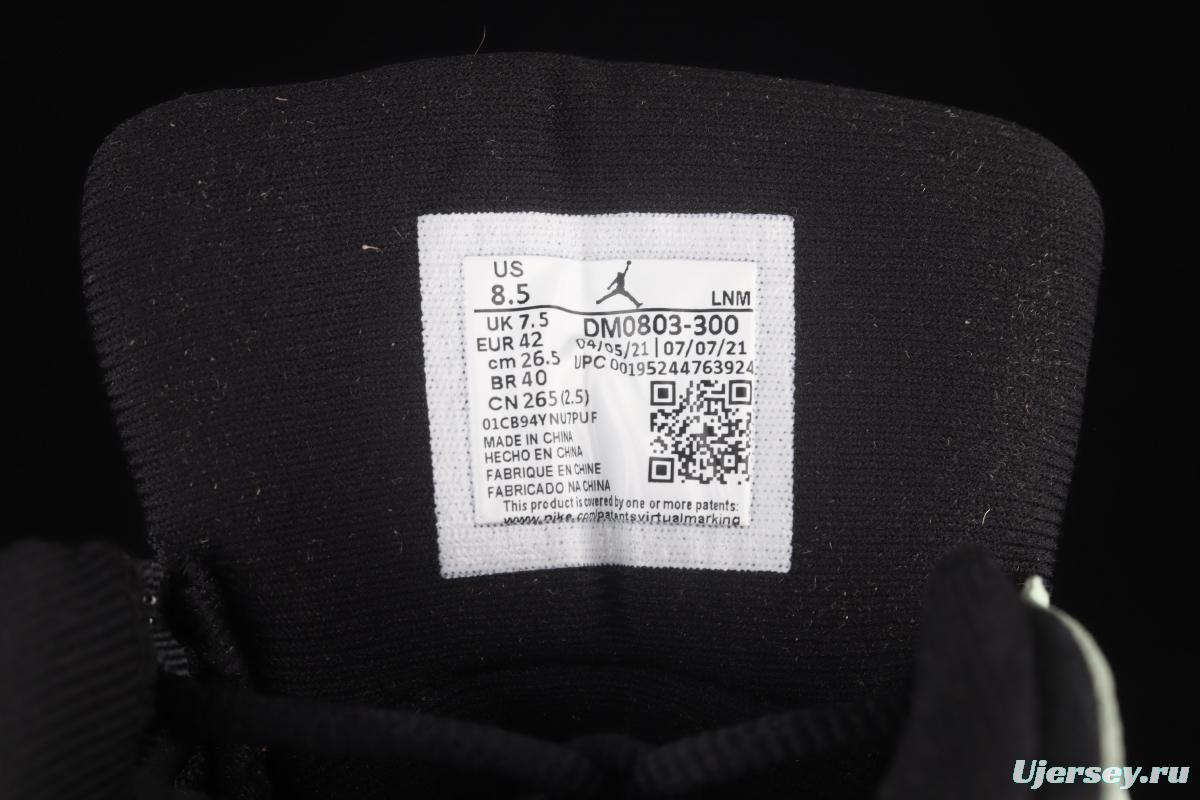 US
8.5
LNM
UK 7.5
DM0803-300
EUR 42
04/05/21 | 07/07/21
cm 26.5
UPC 00195244763924
BR 40
CN 265 (2.5)
01CB94YNU7PUF
MADE IN CHINA
HECHO EN CHINA
FABRIQUE EN CHINE
FABRICADO NA CHINA
This product is covered by one or more patents:
www.nike.com/patentsvirtualmarking
Ujersey.ru